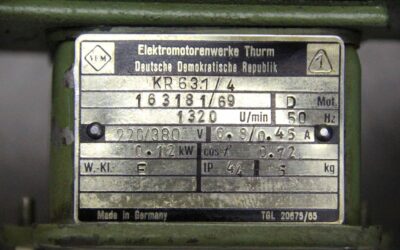 VEM Elektromotorenwerke Thurm 1
Deutsche Demokratische Republik
KR 63.1/4
163181/69 D Mot.
1320 U/min 50 Hz
220/380 V 0.8/0.45 A
0.12 kW cos φ 0.72
W.-Kl. E IP 44 6 kg
Made in Germany TGL 20675/65